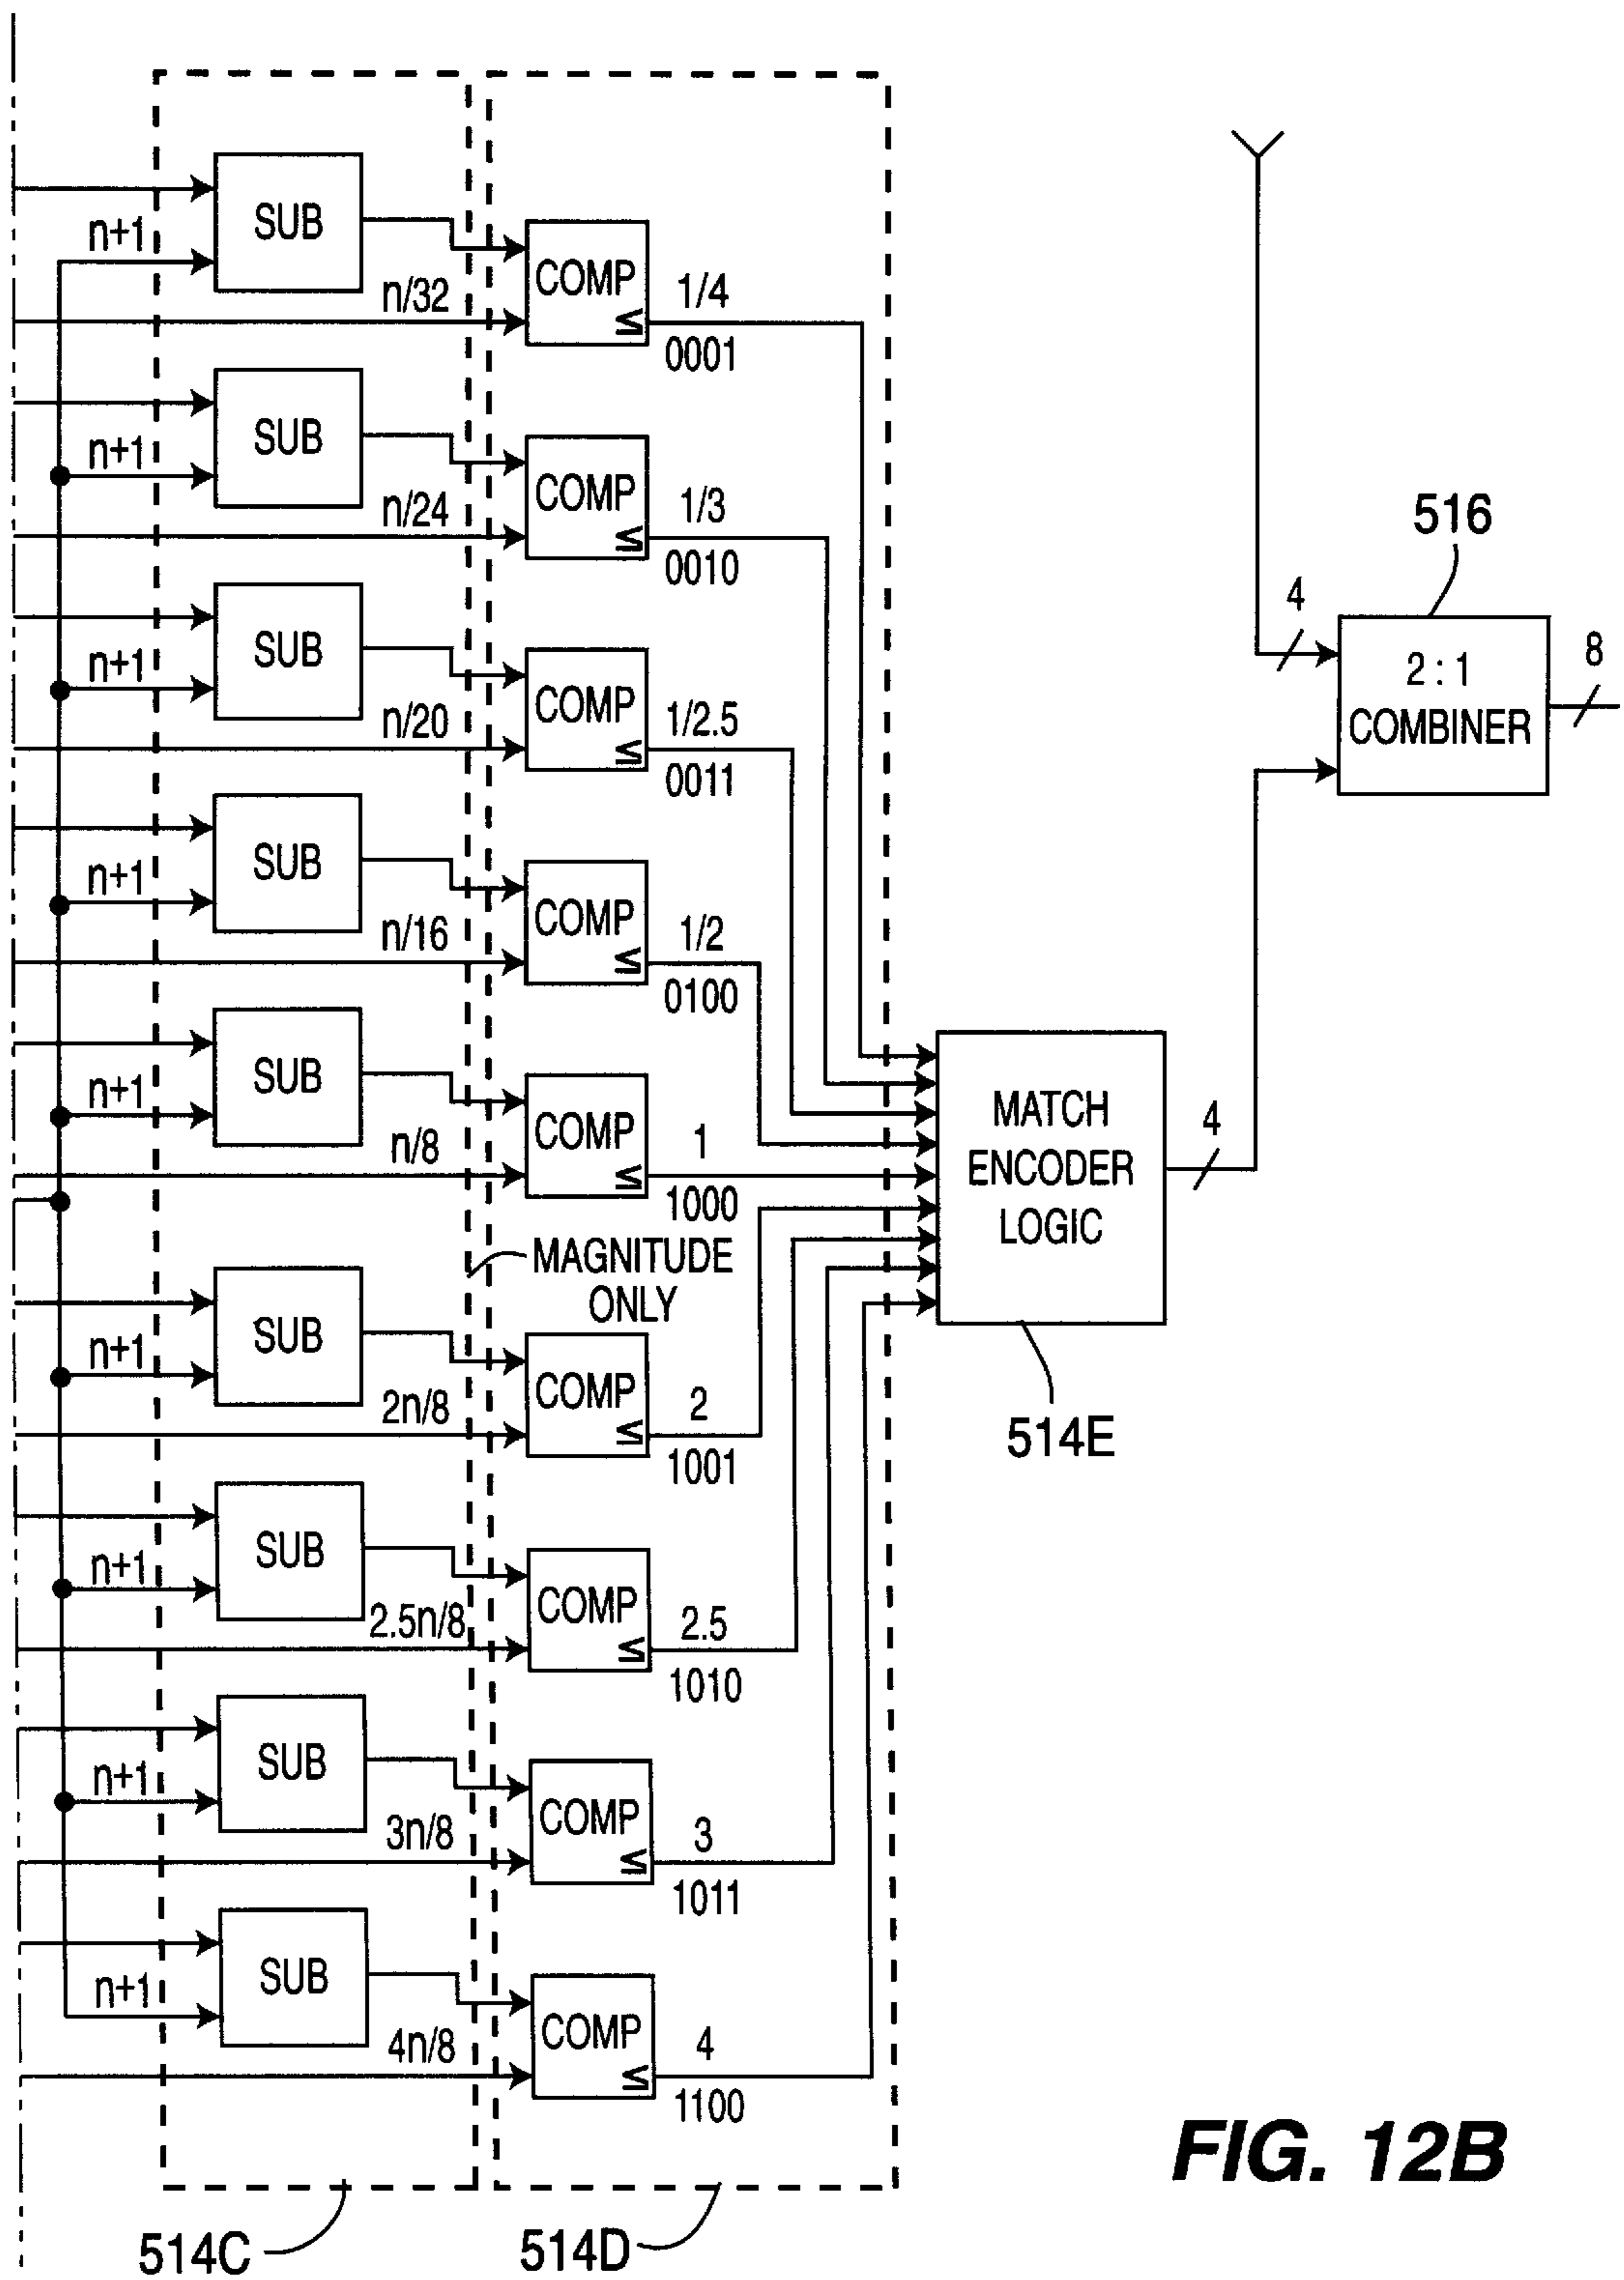 SUB
n+1
n/32
COMP
≤
1/4
0001
SUB
n+1
n/24
COMP
≤
1/3
0010
SUB
n+1
n/20
COMP
≤
1/2.5
0011
SUB
n+1
n/16
COMP
≤
1/2
0100
SUB
n+1
n/8
COMP
≤
1
1000
MAGNITUDE
ONLY
SUB
n+1
2n/8
COMP
≤
2
1001
SUB
n+1
2.5n/8
COMP
≤
2.5
1010
SUB
n+1
3n/8
COMP
≤
3
1011
SUB
n+1
4n/8
COMP
≤
4
1100
514C
514D
MATCH
ENCODER
LOGIC
514E
4
4
516
2 : 1
COMBINER
8
FIG. 12B